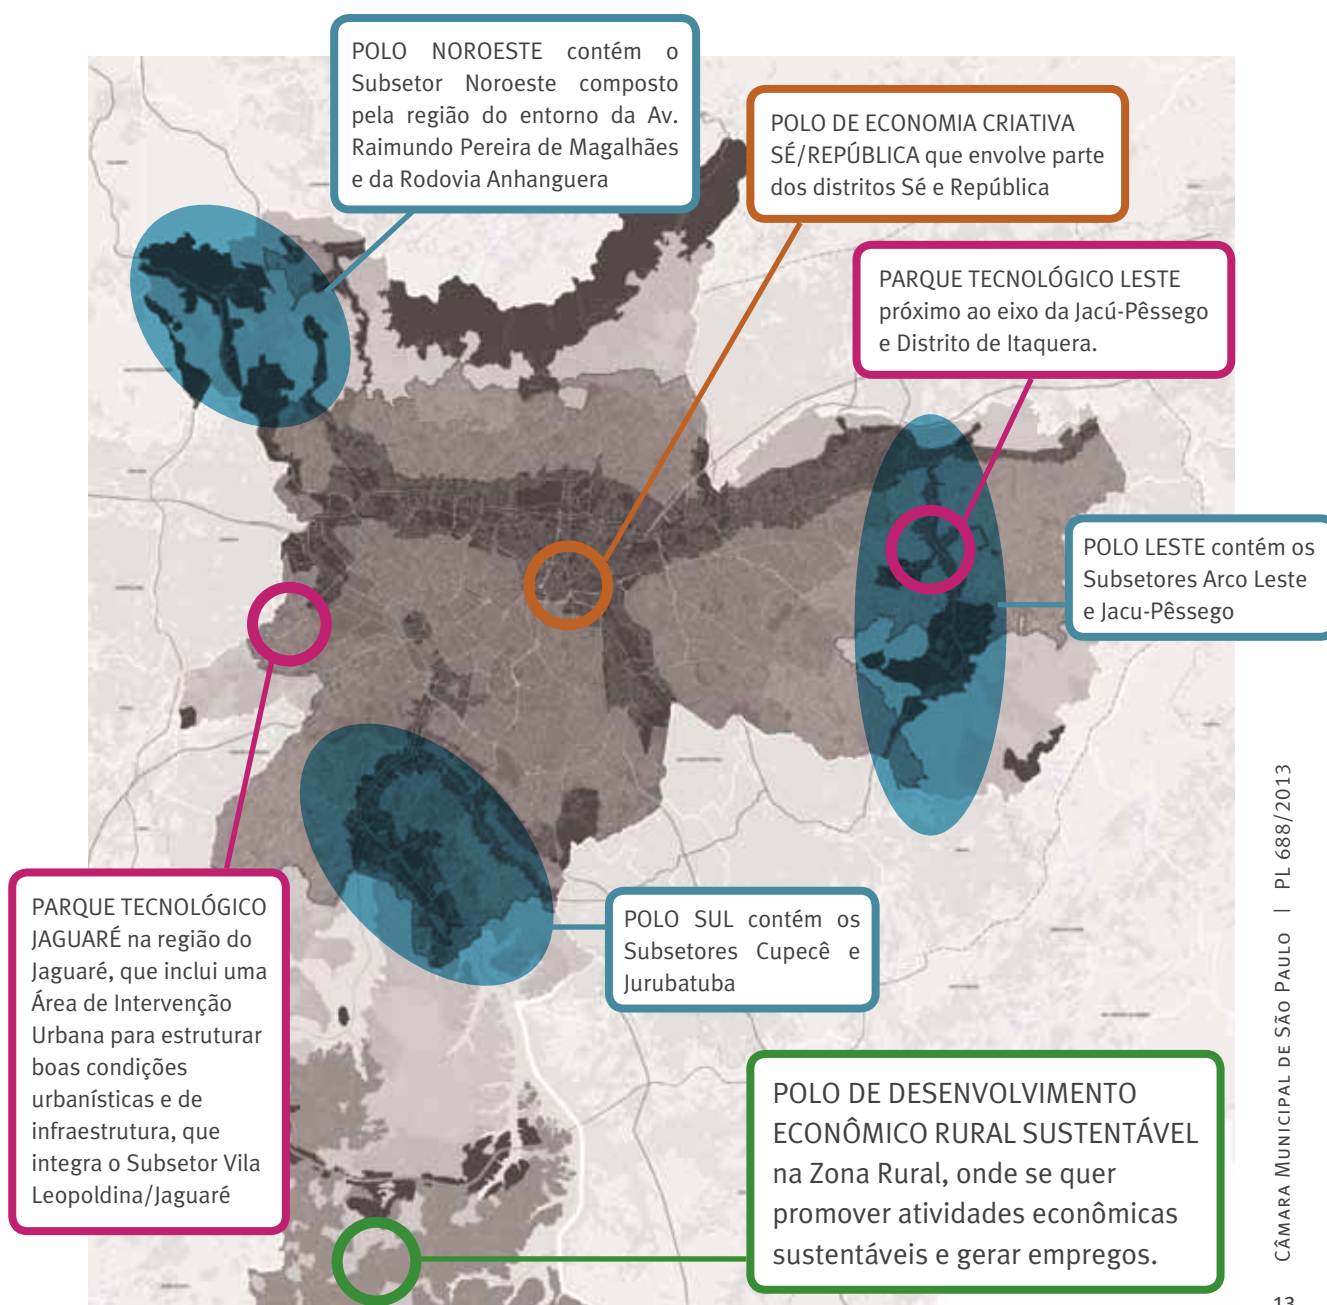 POLO NOROESTE contém o
Subsetor Noroeste composto
pela região do entorno da Av.
Raimundo Pereira de Magalhães
e da Rodovia Anhanguera
POLO DE ECONOMIA CRIATIVA
SÉ/REPÚBLICA que envolve parte
dos distritos Sé e República
PARQUE TECNOLÓGICO LESTE
próximo ao eixo da Jacú-Pêssego
e Distrito de Itaquera.
POLO LESTE contém os
Subsetores Arco Leste
e Jacu-Pêssego
PARQUE TECNOLÓGICO
JAGUARÉ na região do
Jaguaré, que inclui uma
Área de Intervenção
Urbana para estruturar
boas condições
urbanísticas e de
infraestrutura, que
integra o Subsetor Vila
Leopoldina/Jaguaré
POLO SUL contém os
Subsetores Cupecê e
Jurubatuba
POLO DE DESENVOLVIMENTO
ECONÔMICO RURAL SUSTENTÁVEL
na Zona Rural, onde se quer
promover atividades econômicas
sustentáveis e gerar empregos.
CÂMARA MUNICIPAL DE SÃO PAULO | PL 688/2013
13